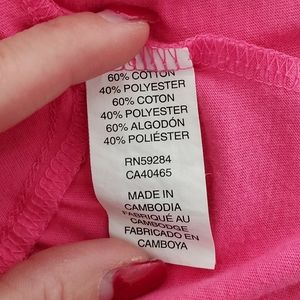 60% COTTON
40% POLYESTER
60% COTON
40% POLYESTER
60% ALGODÓN
40% POLIÉSTER
RN59284
CA40465
MADE IN
CAMBODIA
FABRIQUÉ AU
CAMBODGE
FABRICADO EN
CAMBOYA